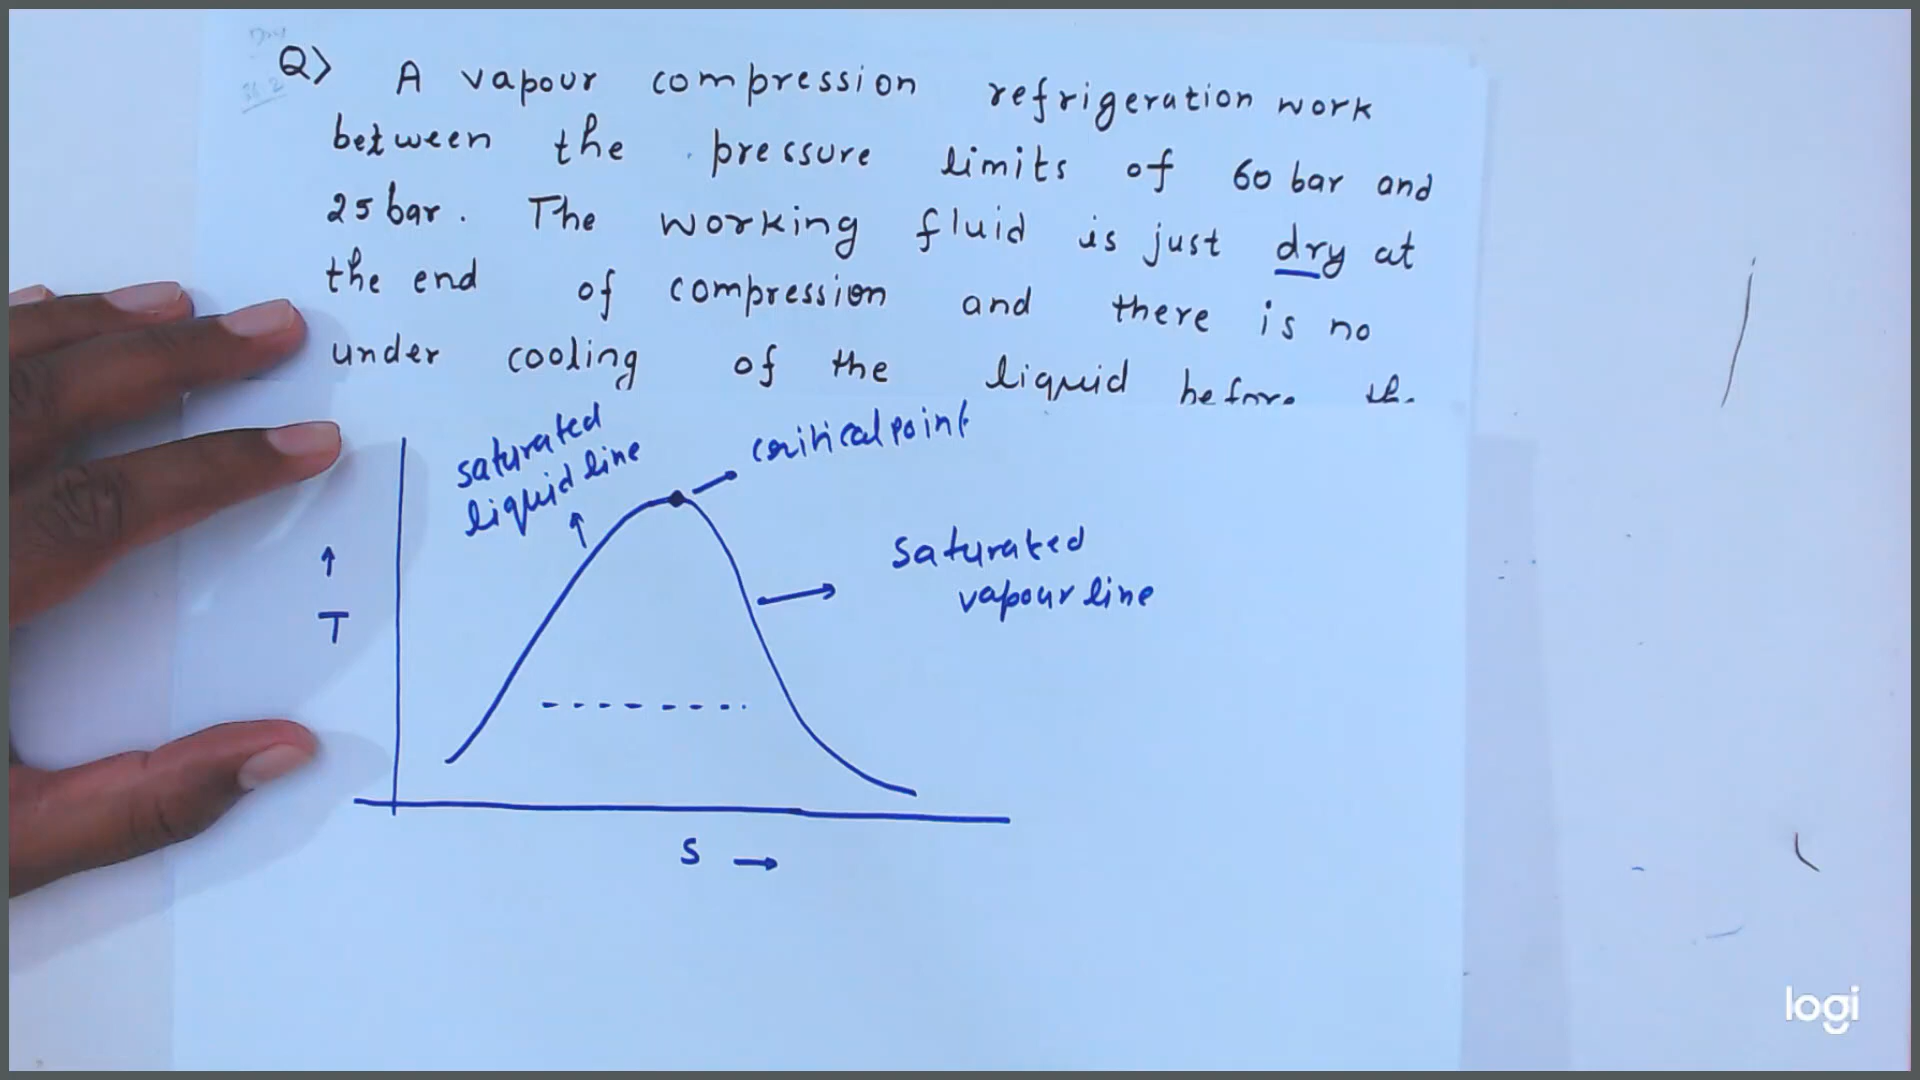 Q> A vapour compression refrigeration work
between the pressure limits of 60 bar and
25 bar. The working fluid is just dry at
the end of compression and there is no
under cooling of the liquid before
saturated
liquid line
critical point
saturated
vapour line
↑
T
S →
logi